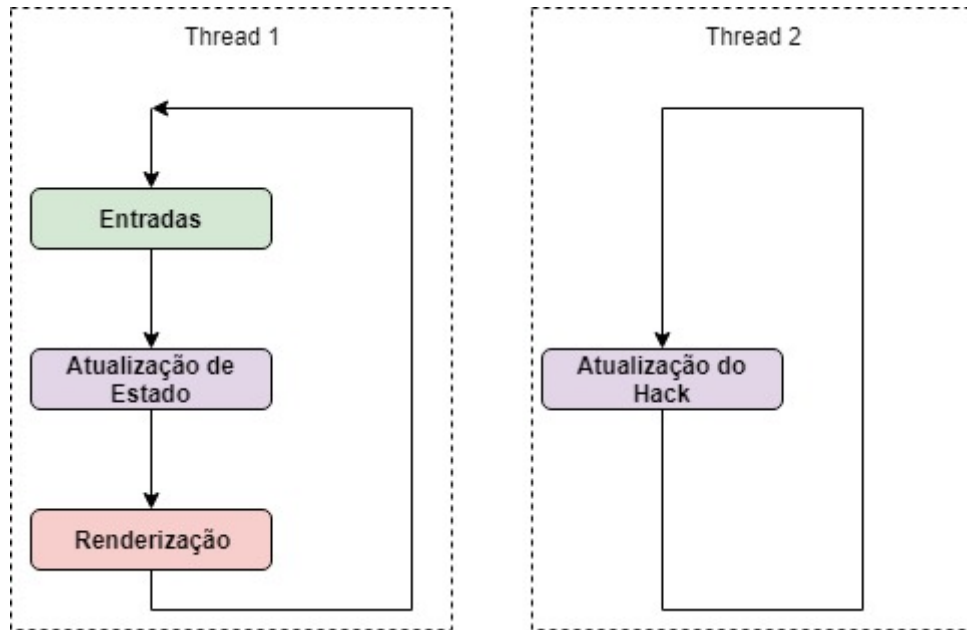 Thread 1
Thread 2
Entradas
Atualização de
Estado
Atualização do
Hack
Renderização